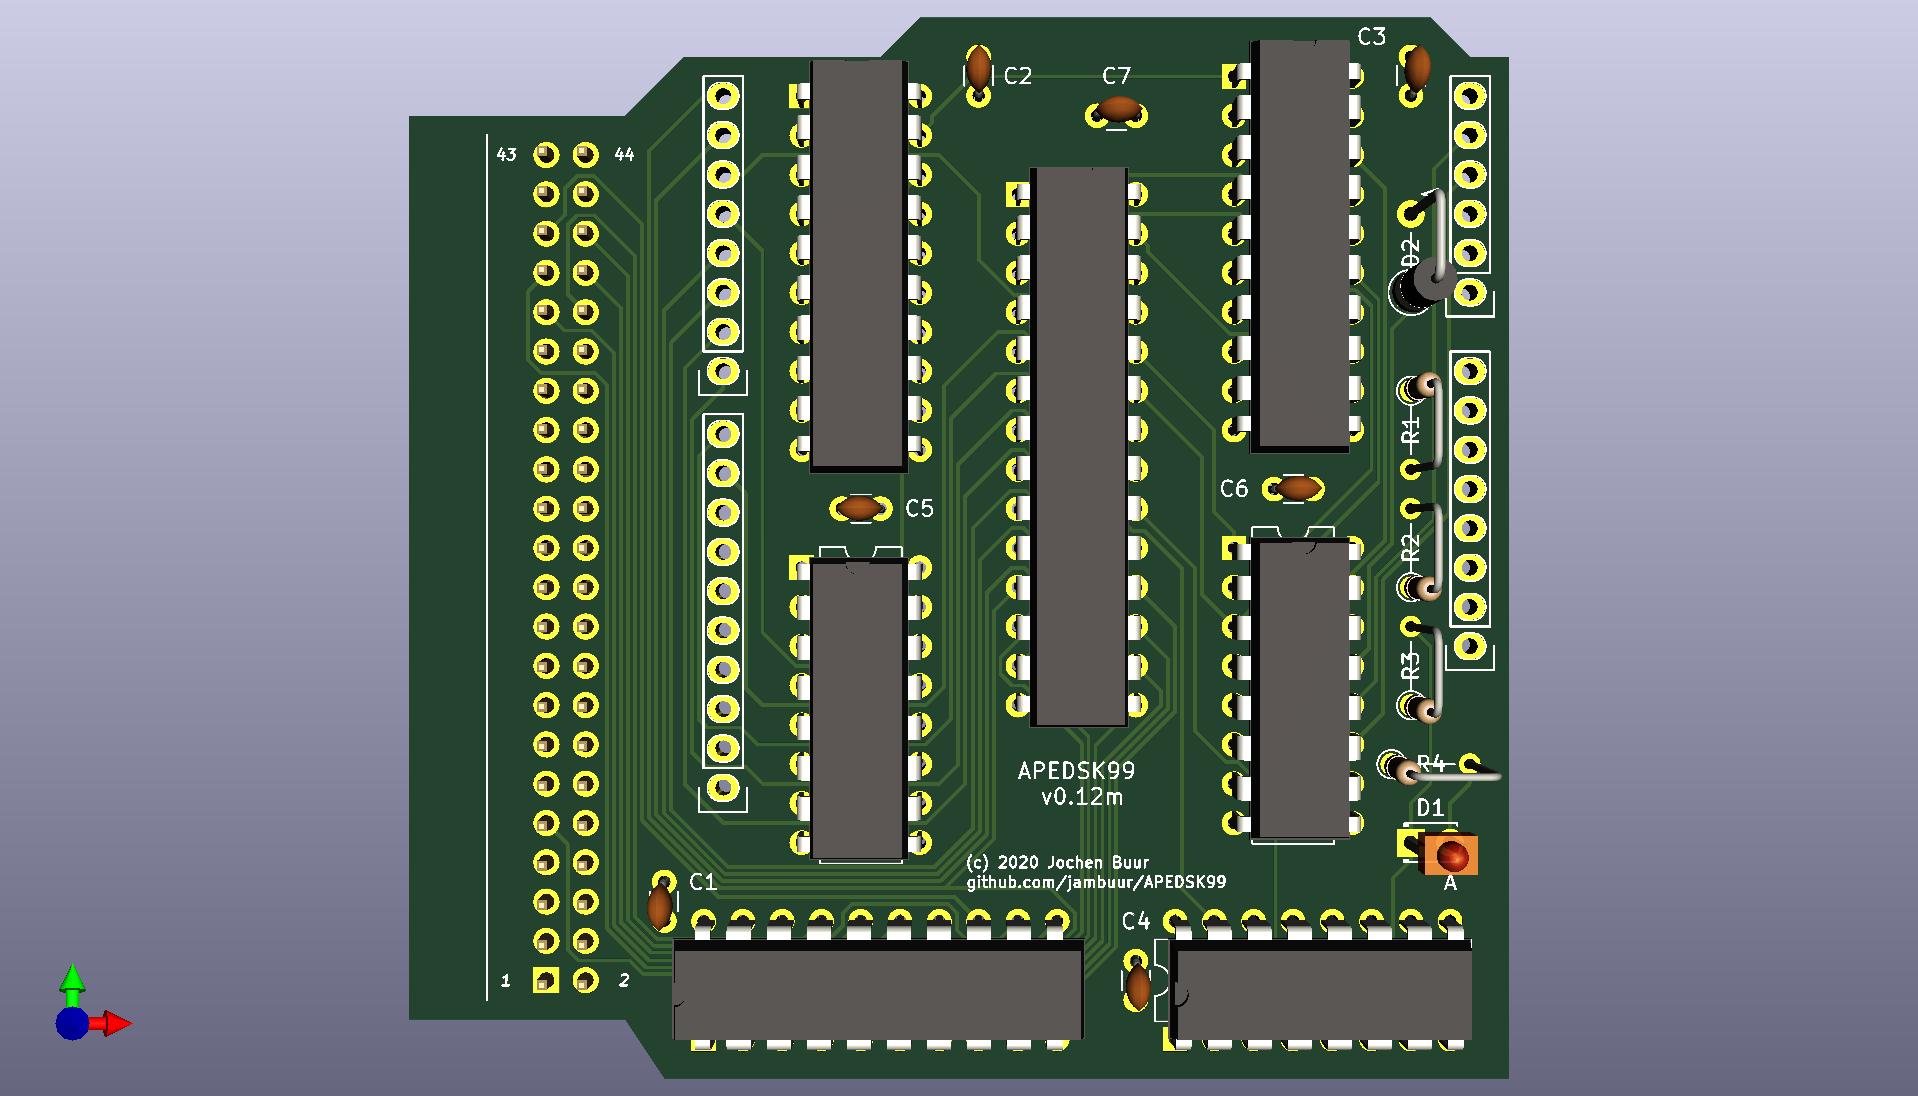 C3
C2
C7
43
44
D2
R1
C6
C5
R2
R3
R4
APEDSK99
v0.12m
D1
(c) 2020 Jochen Buur
github.com/jambuur/APEDSK99
C1
A
C4
1
2